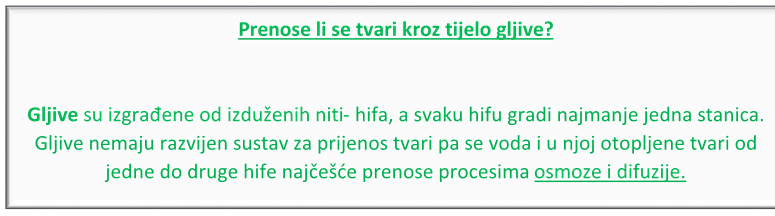 Prenose li se tvari kroz tijelo gljive?
Gljive su izgrađene od izduženih niti- hifa, a svaku hifu gradi najmanje jedna stanica.
Gljive nemaju razvijen sustav za prijenos tvari pa se voda i u njoj otopljene tvari od
jedne do druge hife najčešće prenose procesima osmoze i difuzije.